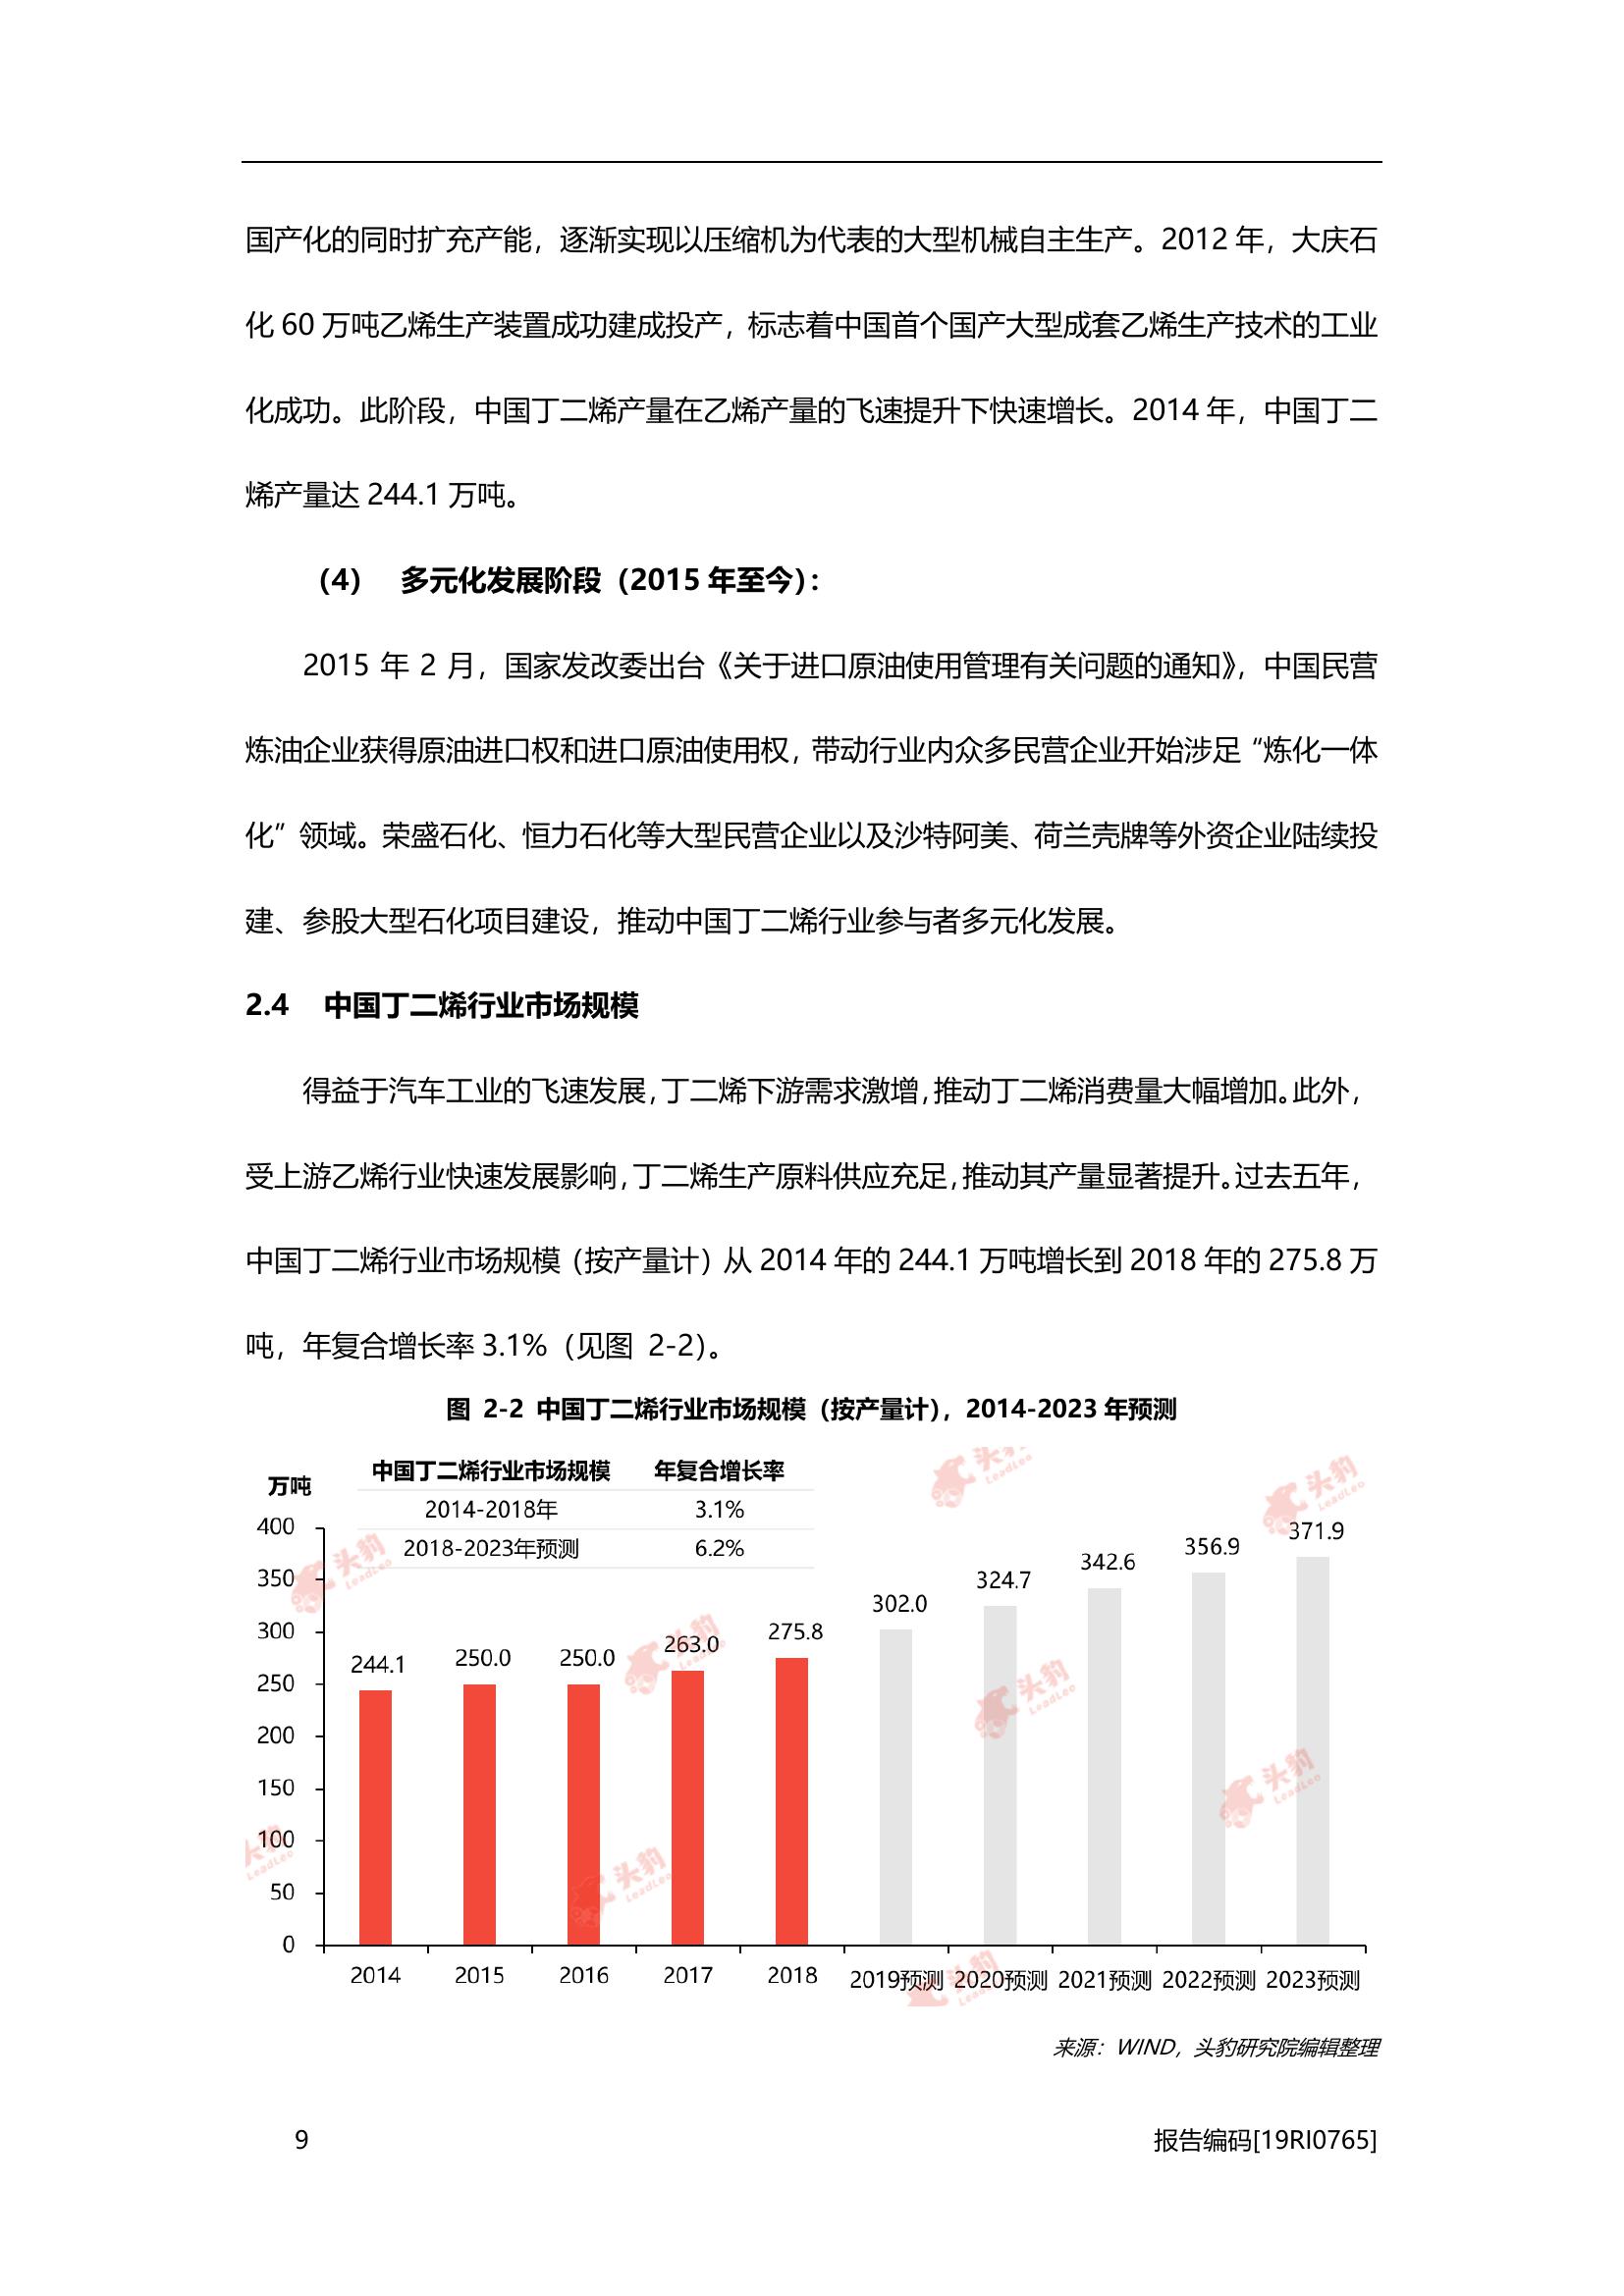 国产化的同时扩充产能，逐渐实现以压缩机为代表的大型机械自主生产。2012 年，大庆石
化 60 万吨乙烯生产装置成功建成投产，标志着中国首个国产大型成套乙烯生产技术的工业
化成功。此阶段，中国丁二烯产量在乙烯产量的飞速提升下快速增长。2014 年，中国丁二
烯产量达 244.1 万吨。
（4） 多元化发展阶段（2015 年至今）：
2015 年 2 月，国家发改委出台《关于进口原油使用管理有关问题的通知》，中国民营
炼油企业获得原油进口权和进口原油使用权，带动行业内众多民营企业开始涉足“炼化一体
化”领域。荣盛石化、恒力石化等大型民营企业以及沙特阿美、荷兰壳牌等外资企业陆续投
建、参股大型石化项目建设，推动中国丁二烯行业参与者多元化发展。
2.4 中国丁二烯行业市场规模
得益于汽车工业的飞速发展，丁二烯下游需求激增，推动丁二烯消费量大幅增加。此外，
受上游乙烯行业快速发展影响，丁二烯生产原料供应充足，推动其产量显著提升。过去五年，
中国丁二烯行业市场规模（按产量计）从 2014 年的 244.1 万吨增长到 2018 年的 275.8 万
吨，年复合增长率 3.1%（见图 2-2）。
图 2-2 中国丁二烯行业市场规模（按产量计），2014-2023 年预测
万吨
中国丁二烯行业市场规模 年复合增长率
2014-2018年 3.1%
2018-2023年预测 6.2%
400
350
300
250
200
150
100
50
0
244.1 250.0 250.0 263.0 275.8 302.0 324.7 342.6 356.9 371.9
2014 2015 2016 2017 2018 2019预测 2020预测 2021预测 2022预测 2023预测
头豹
LeadLeo
头豹
LeadLeo
头豹
LeadLeo
头豹
LeadLeo
头豹
LeadLeo
头豹
LeadLeo
头豹
LeadLeo
头豹
LeadLeo
头豹
来源：WIND，头豹研究院编辑整理
9 报告编码[19RI0765]